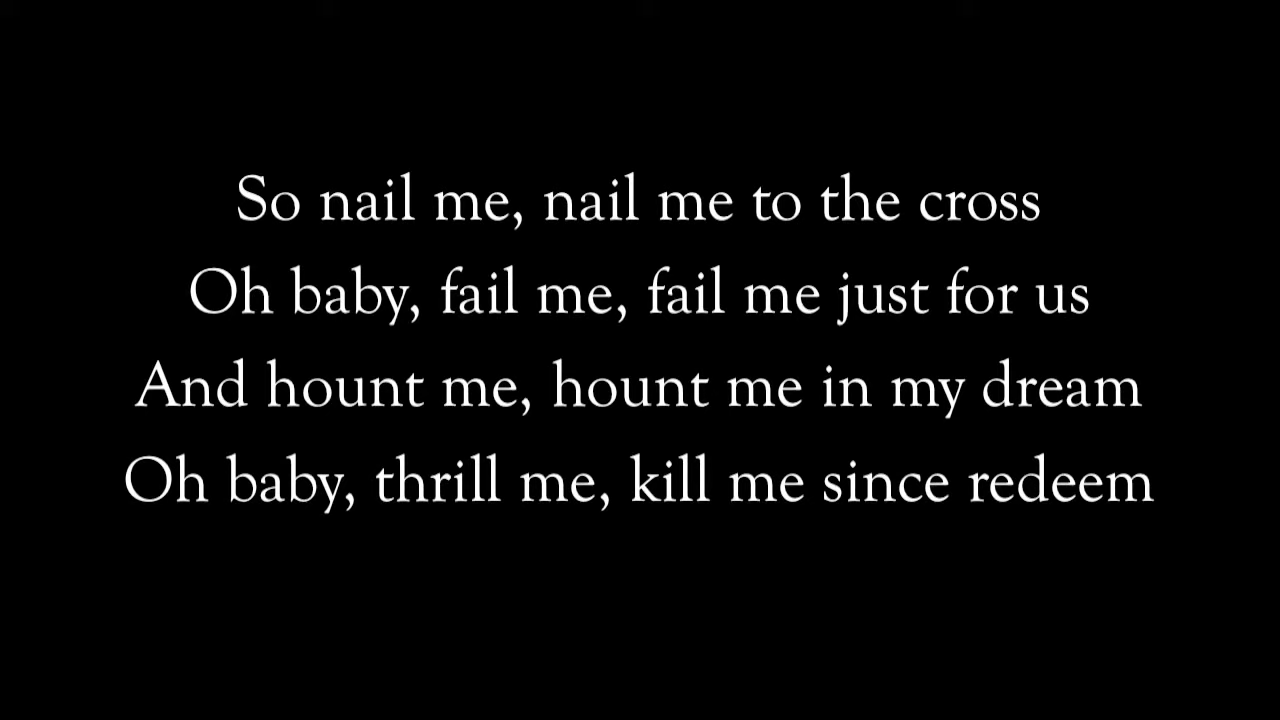 So nail me, nail me to the cross
Oh baby, fail me, fail me just for us
And hount me, hount me in my dream
Oh baby, thrill me, kill me since redeem